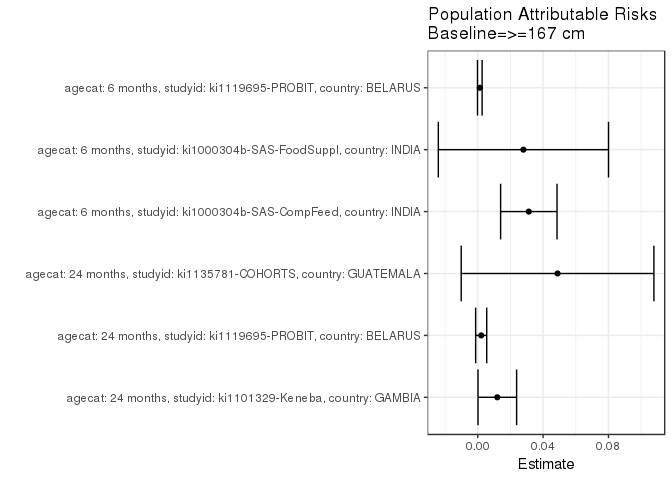 Population Attributable Risks
Baseline=>=167 cm
agecat: 6 months, studyid: ki1119695-PROBIT, country: BELARUS
agecat: 6 months, studyid: ki1000304b-SAS-FoodSuppl, country: INDIA
agecat: 6 months, studyid: ki1000304b-SAS-CompFeed, country: INDIA
agecat: 24 months, studyid: ki1135781-COHORTS, country: GUATEMALA
agecat: 24 months, studyid: ki1119695-PROBIT, country: BELARUS
agecat: 24 months, studyid: ki1101329-Keneba, country: GAMBIA
0.00 0.04 0.08
Estimate